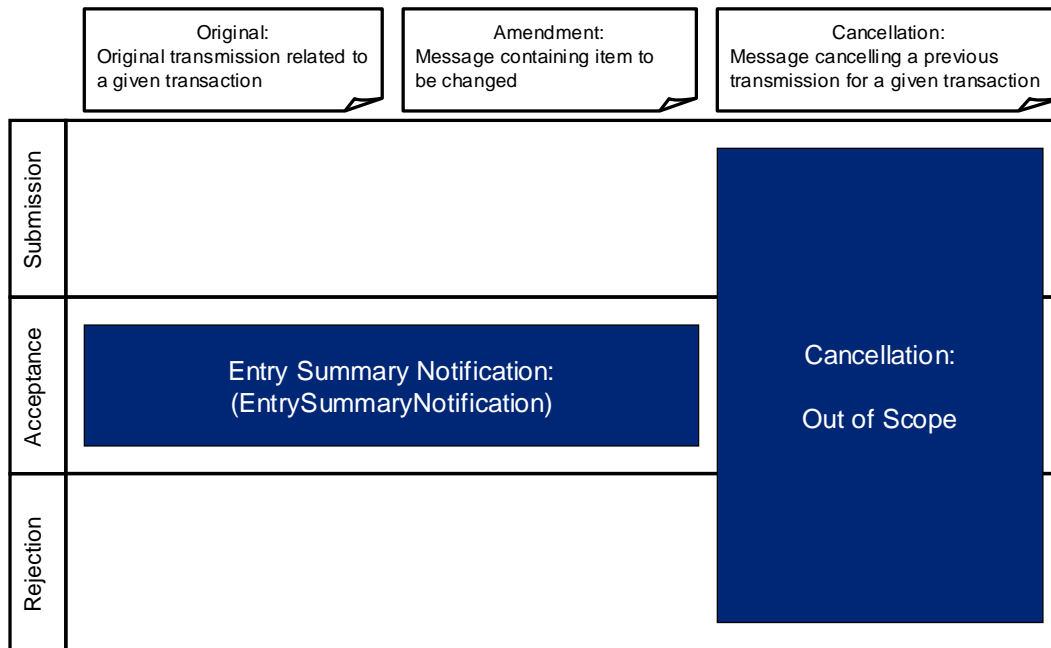 Original:
Original transmission related to
a given transaction
Amendment:
Message containing item to
be changed
Cancellation:
Message cancelling a previous
transmission for a given transaction
Submission
Acceptance
Rejection
Entry Summary Notification:
(EntrySummaryNotification)
Cancellation:
Out of Scope